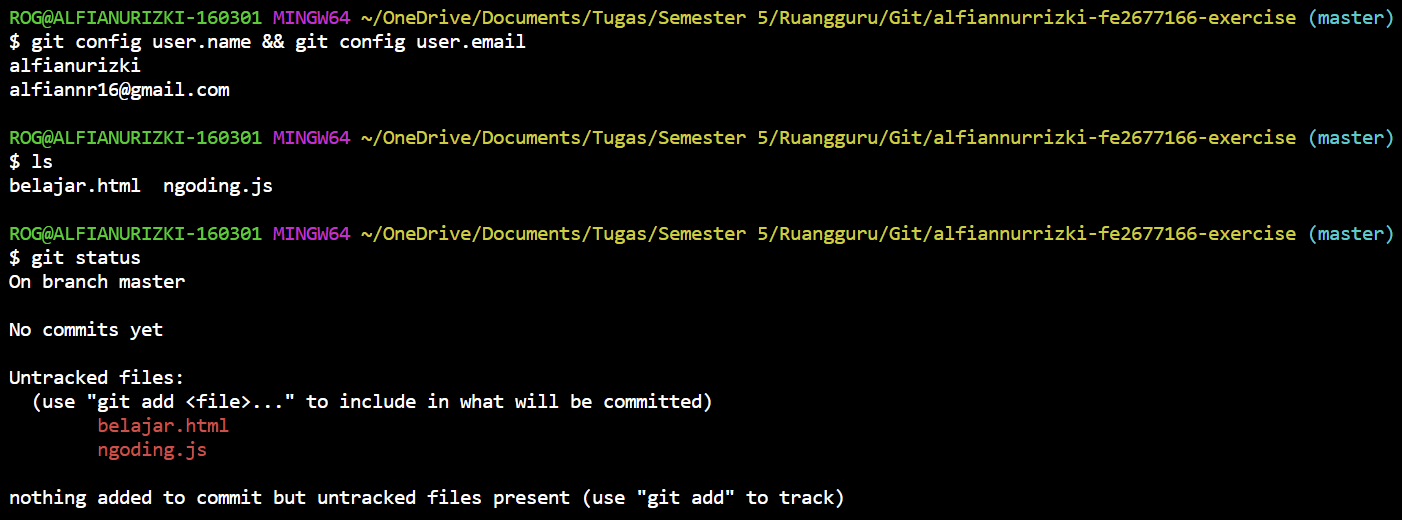 ROG@ALFIANURIZKI-160301 MINGW64 ~/OneDrive/Documents/Tugas/Semester 5/Ruangguru/Git/alfiannurrizki-fe2677166-exercise (master)
$ git config user.name && git config user.email
alfianurizki
alfiannr16@gmail.com
ROG@ALFIANURIZKI-160301 MINGW64 ~/OneDrive/Documents/Tugas/Semester 5/Ruangguru/Git/alfiannurrizki-fe2677166-exercise (master)
$ ls
belajar.html  ngoding.js
ROG@ALFIANURIZKI-160301 MINGW64 ~/OneDrive/Documents/Tugas/Semester 5/Ruangguru/Git/alfiannurrizki-fe2677166-exercise (master)
$ git status
On branch master
No commits yet
Untracked files:
  (use "git add <file>..." to include in what will be committed)
        belajar.html
        ngoding.js
nothing added to commit but untracked files present (use "git add" to track)